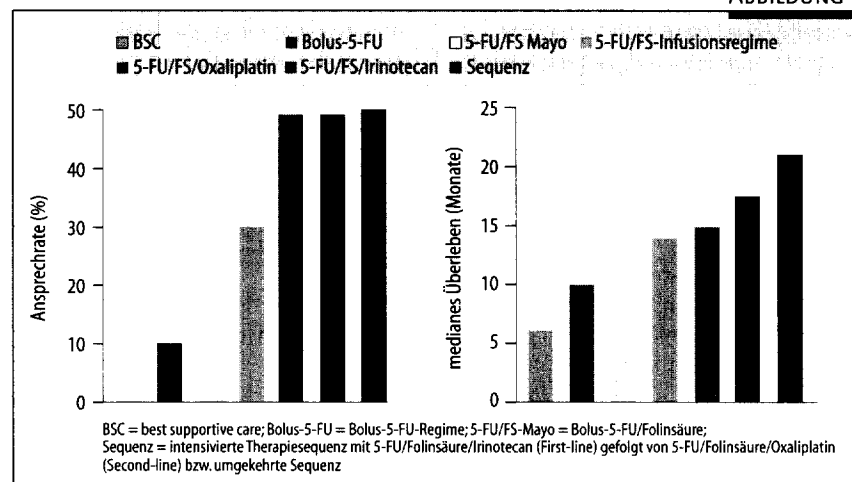 ABBILDUNG
BSC Bolus-5-FU 5-FU/FS Mayo 5-FU/FS-Infusionsregime
5-FU/FS/Oxaliplatin 5-FU/FS/Irinotecan Sequenz
Ansprechrate (%)
50
40
30
20
10
0
medianes Überleben (Monate)
25
20
15
10
5
0
BSC = best supportive care; Bolus-5-FU = Bolus-5-FU-Regime; 5-FU/FS-Mayo = Bolus-5-FU/Folinsäure;
Sequenz = intensivierte Therapiesequenz mit 5-FU/Folinsäure/Irinotecan (First-line) gefolgt von 5-FU/Folinsäure/Oxaliplatin
(Second-line) bzw. umgekehrte Sequenz